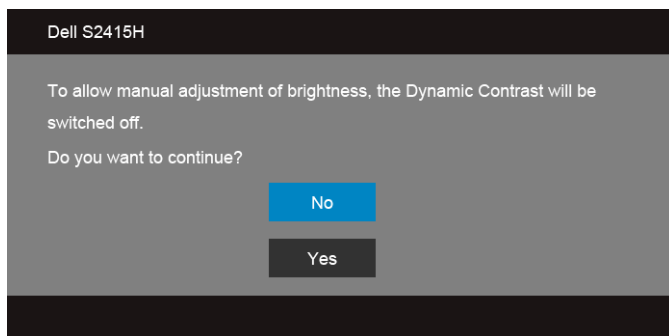 Dell S2415H
To allow manual adjustment of brightness, the Dynamic Contrast will be
switched off.
Do you want to continue?
No
Yes